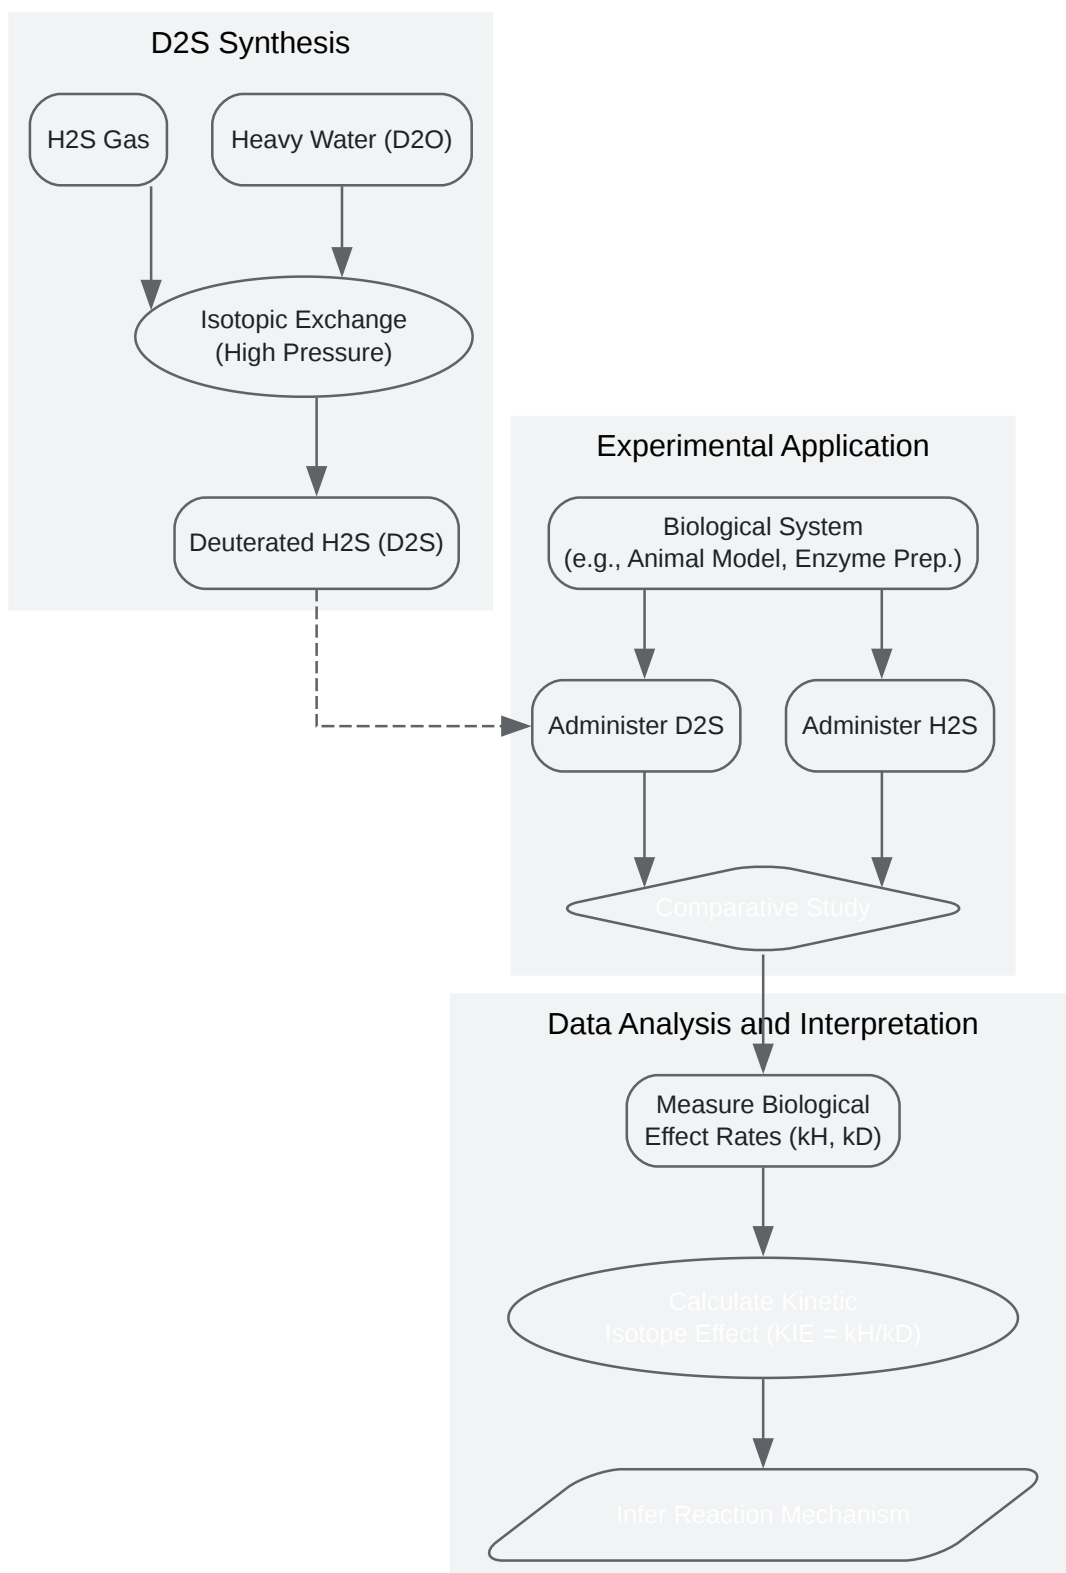 D2S Synthesis
H2S Gas
Heavy Water (D2O)
Isotopic Exchange
(High Pressure)
Deuterated H2S (D2S)
Experimental Application
Biological System
(e.g., Animal Model, Enzyme Prep.)
Administer D2S
Administer H2S
Comparative Study
Data Analysis and Interpretation
Measure Biological
Effect Rates (kH, kD)
Calculate Kinetic
Isotope Effect (KIE = kH/kD)
Infer Reaction Mechanism